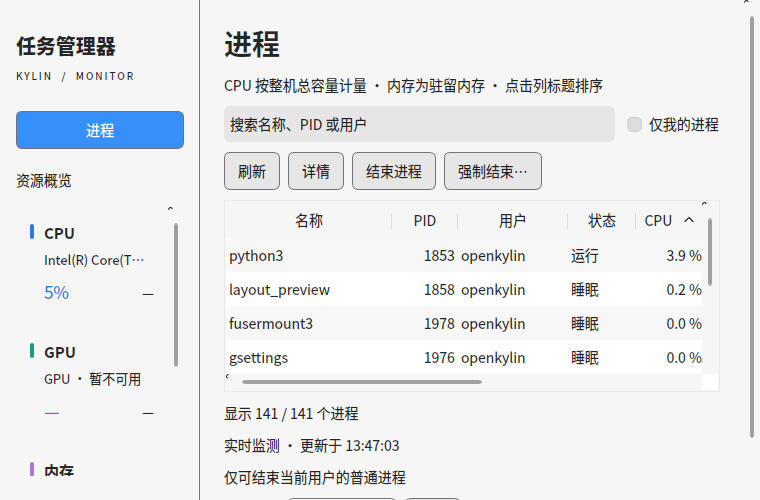 任务管理器
KYLIN / MONITOR
进程
资源概览
CPU
Intel(R) Core(T···
5% —
GPU
GPU · 暂不可用
— —
内存
进程
CPU 按整机总容量计量 · 内存为驻留内存 · 点击列标题排序
搜索名称、PID 或用户 仅我的进程
刷新 详情 结束进程 强制结束···
名称 PID 用户 状态 CPU
python3 1853 openkylin 运行 3.9 %
layout_preview 1858 openkylin 睡眠 0.2 %
fusermount3 1978 openkylin 睡眠 0.0 %
gsettings 1976 openkylin 睡眠 0.0 %
显示 141 / 141 个进程
实时监测 · 更新于 13:47:03
仅可结束当前用户的普通进程